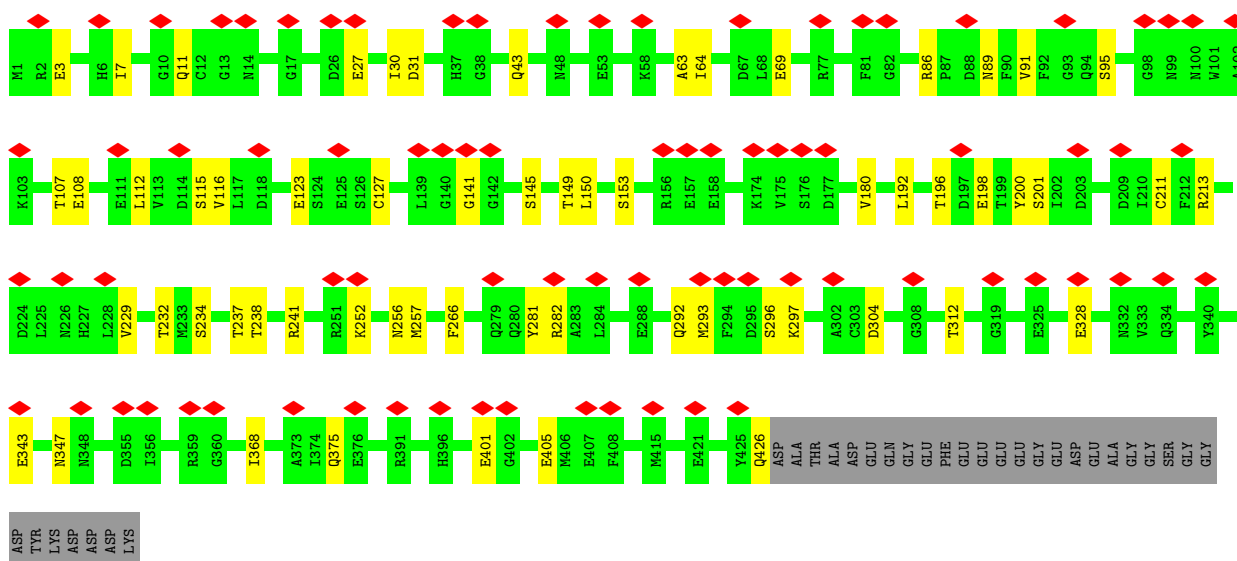 M1 R2 E3 H6 I7 G10 Q11 C12 G13 N14 G17 D26 E27 I30 D31 H37 G38 Q43 N48 E53 K58 A63 I64 D67 L68 E69 R77 F81 G82 R86 P87 D88 N89 F90 V91 F92 G93 Q94 S95 G98 N99 N100 W101
K103 T107 E108 E111 L112 V113 D114 S115 V116 L117 D118 E123 S124 E125 S126 C127 L139 G140 G141 G142 S145 T149 L150 S153 R156 E157 E158 K174 V175 S176 D177 V180 L192 T196 D197 E198 T199 Y200 S201 I202 D203 D209 I210 C211 F212 R213
D224 L225 N226 H227 L228 V229 T232 M233 S234 T237 T238 R241 R251 K252 N256 M257 F266 Q279 Q280 Y281 R282 A283 L284 E288 Q292 M293 F294 D295 S296 K297 A302 C303 D304 G308 T312 G319 E325 E328 N332 V333 Q334 Y340
E343 N347 N348 D355 I356 R359 G360 I368 A373 I374 Q375 E376 R391 H396 E401 G402 E405 M406 E407 F408 M415 E421 Y425 Q426 ASP ALA THR ALA ASP GLU GLN GLY GLU PHE GLU GLU GLU GLU GLY GLU ASP GLU ALA GLY GLY SER GLY GLY
ASP TYR LYS ASP ASP ASP LYS